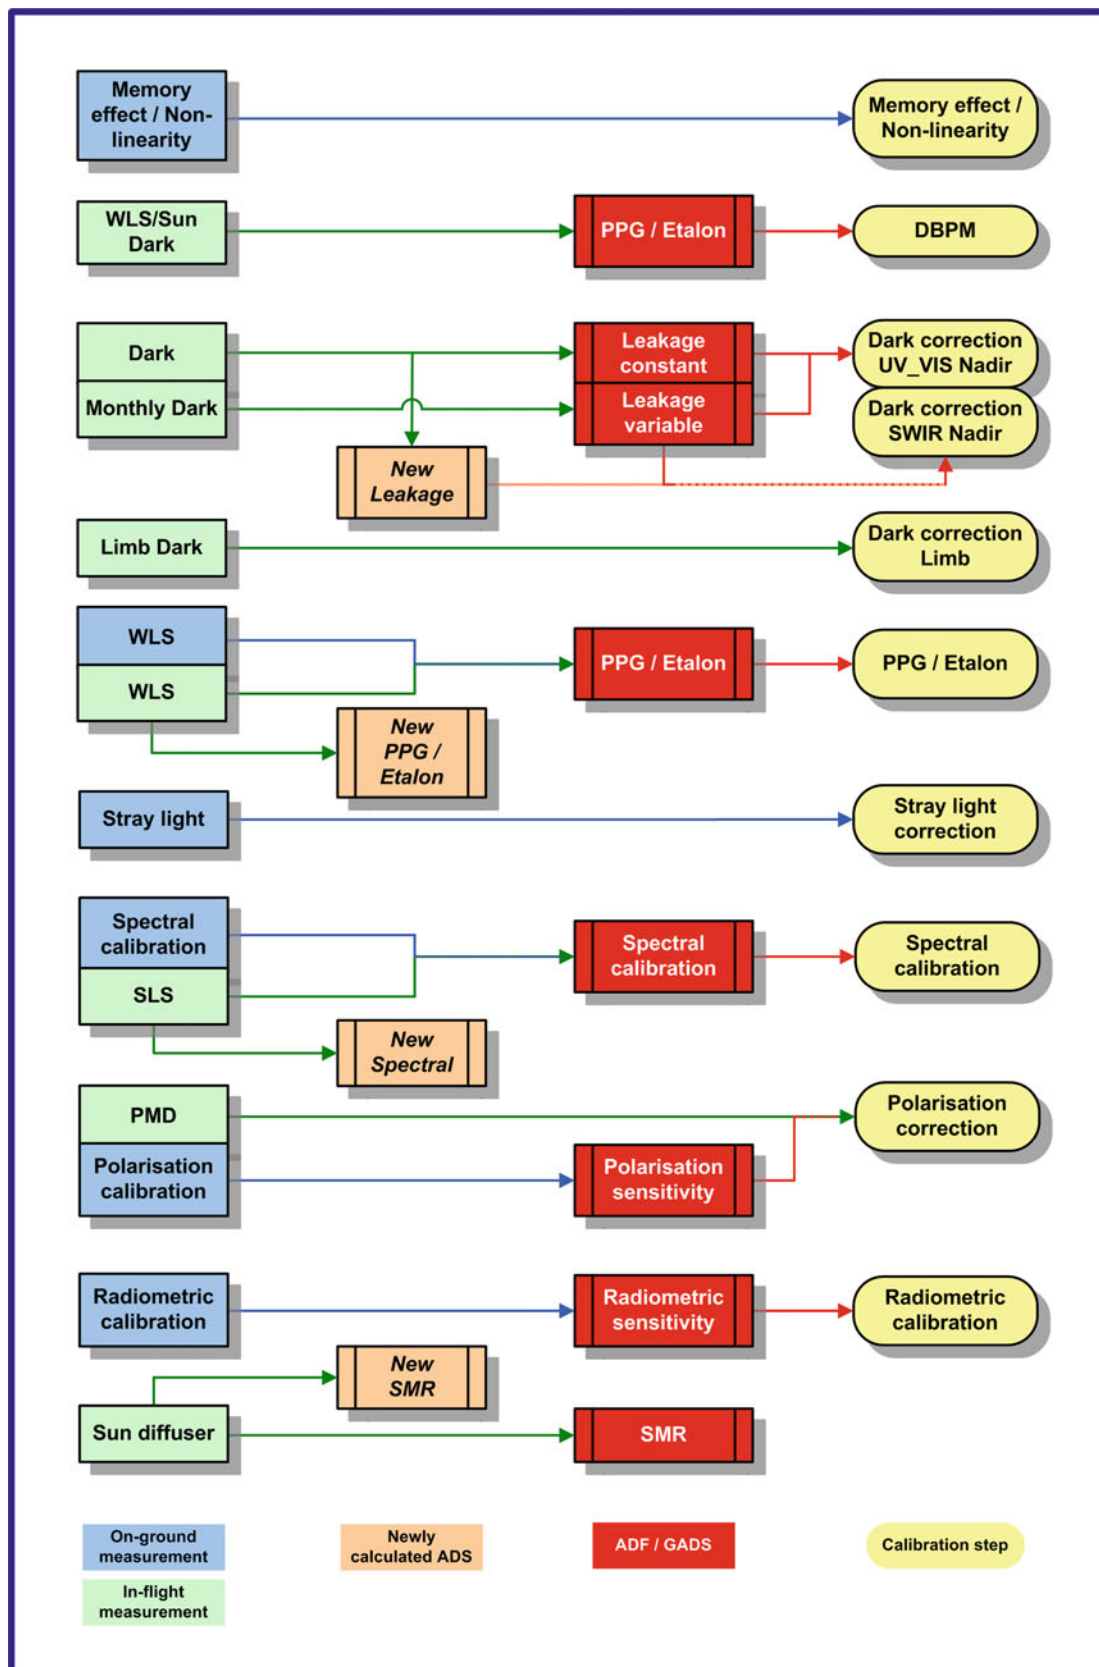 Memory
effect / Non-
linearity
Memory effect /
Non-linearity
WLS/Sun
Dark
PPG / Etalon
DBPM
Dark
Leakage
constant
Dark correction
UV_VIS Nadir
Monthly Dark
Leakage
variable
Dark correction
SWIR Nadir
New
Leakage
Limb Dark
Dark correction
Limb
WLS
WLS
PPG / Etalon
PPG / Etalon
New
PPG /
Etalon
Stray light
Stray light
correction
Spectral
calibration
SLS
Spectral
calibration
Spectral
calibration
New
Spectral
PMD
Polarisation
correction
Polarisation
calibration
Polarisation
sensitivity
Radiometric
calibration
Radiometric
sensitivity
Radiometric
calibration
New
SMR
Sun diffuser
SMR
On-ground
measurement
Newly
calculated ADS
ADF / GADS
Calibration step
In-flight
measurement